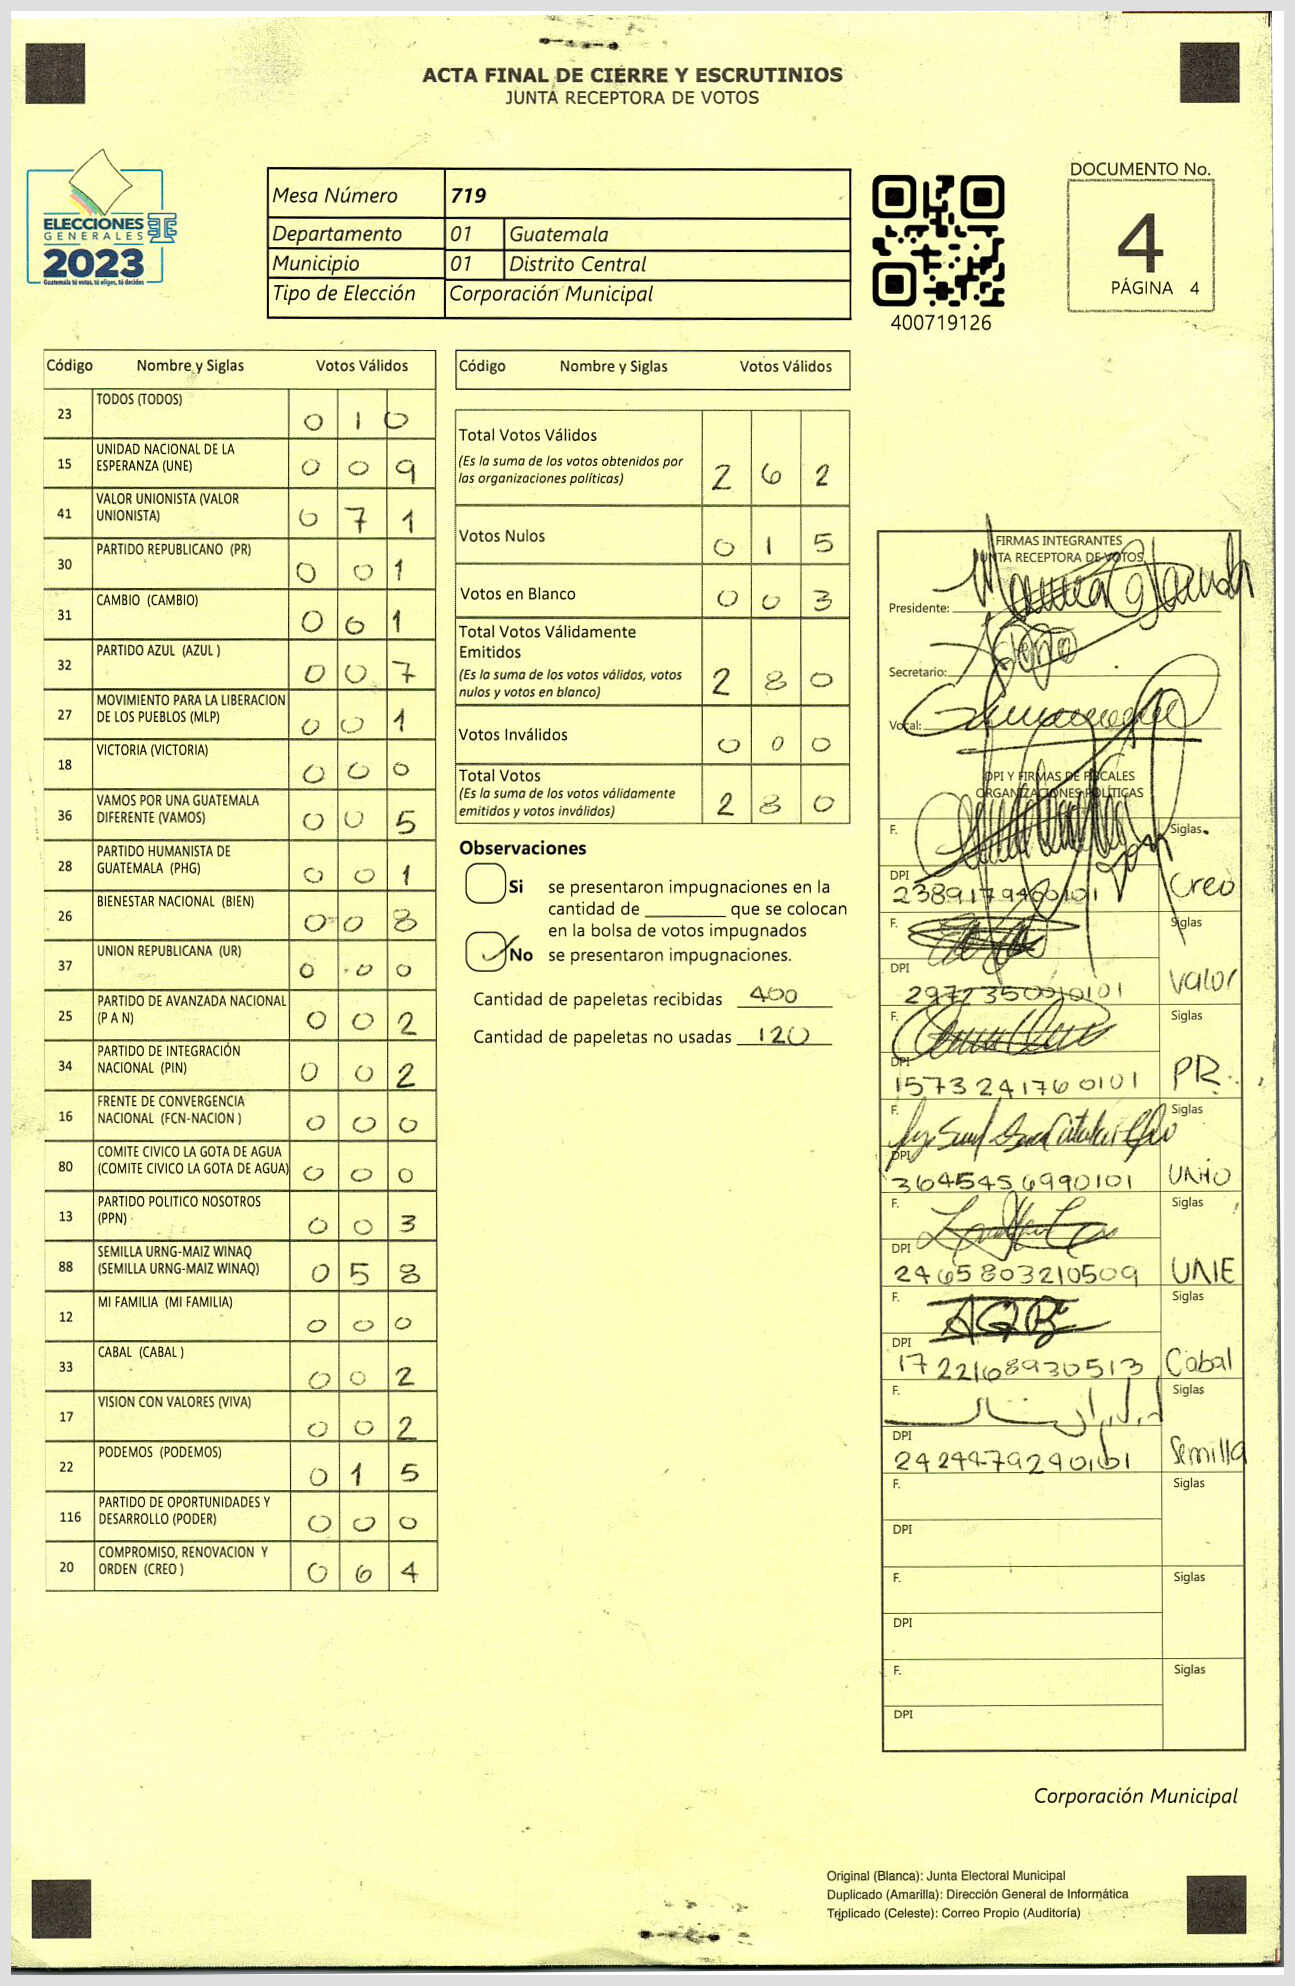 ACTA FINAL DE CIERRE Y ESCRUTINIOS
JUNTA RECEPTORA DE VOTOS
ELECCIONES
GENERALES
2023
Guatemala tú votas, tú eliges, tú decides
Mesa Número 719
Departamento 01 Guatemala
Municipio 01 Distrito Central
Tipo de Elección Corporación Municipal
400719126
DOCUMENTO No.
4
PÁGINA 4
Código Nombre y Siglas Votos Válidos
23 TODOS (TODOS) 0 1 0
15 UNIDAD NACIONAL DE LA
ESPERANZA (UNE) 0 0 9
41 VALOR UNIONISTA (VALOR
UNIONISTA) 0 7 1
30 PARTIDO REPUBLICANO (PR) 0 0 1
31 CAMBIO (CAMBIO) 0 0 1
32 PARTIDO AZUL (AZUL ) 0 0 7
27 MOVIMIENTO PARA LA LIBERACION
DE LOS PUEBLOS (MLP) 0 0 1
18 VICTORIA (VICTORIA) 0 0 0
36 VAMOS POR UNA GUATEMALA
DIFERENTE (VAMOS) 0 0 5
28 PARTIDO HUMANISTA DE
GUATEMALA (PHG) 0 0 1
26 BIENESTAR NACIONAL (BIEN) 0 0 8
37 UNION REPUBLICANA (UR) 0 0 0
25 PARTIDO DE AVANZADA NACIONAL
(P A N) 0 0 2
34 PARTIDO DE INTEGRACIÓN
NACIONAL (PIN) 0 0 2
16 FRENTE DE CONVERGENCIA
NACIONAL (FCN-NACION ) 0 0 0
80 COMITE CIVICO LA GOTA DE AGUA
(COMITE CIVICO LA GOTA DE AGUA) 0 0 0
13 PARTIDO POLITICO NOSOTROS
(PPN) 0 0 3
88 SEMILLA URNG-MAIZ WINAQ
(SEMILLA URNG-MAIZ WINAQ) 0 5 8
12 MI FAMILIA (MI FAMILIA) 0 0 0
33 CABAL (CABAL ) 0 0 2
17 VISION CON VALORES (VIVA) 0 0 2
22 PODEMOS (PODEMOS) 0 1 5
116 PARTIDO DE OPORTUNIDADES Y
DESARROLLO (PODER) 0 0 0
20 COMPROMISO, RENOVACION Y
ORDEN (CREO ) 0 6 4
Código Nombre y Siglas Votos Válidos
Total Votos Válidos
(Es la suma de los votos obtenidos por
las organizaciones políticas) 2 6 2
Votos Nulos 0 1 5
Votos en Blanco 0 0 3
Total Votos Válidamente
Emitidos
(Es la suma de los votos válidos, votos
nulos y votos en blanco) 2 8 0
Votos Inválidos 0 0 0
Total Votos
(Es la suma de los votos válidamente
emitidos y votos inválidos) 2 8 0
Observaciones
Si se presentaron impugnaciones en la
cantidad de ________ que se colocan
en la bolsa de votos impugnados
No se presentaron impugnaciones.
Cantidad de papeletas recibidas 400
Cantidad de papeletas no usadas 120
FIRMAS INTEGRANTES
JUNTA RECEPTORA DE VOTOS
Presidente:
Secretario:
Vocal:
DPI Y FIRMAS DE FISCALES
ORGANIZACIONES POLÍTICAS
F. Siglas
DPI Creo
2389179460101
F. Siglas
DPI Valor
F. Siglas
DPI PR
1573241760101
F. Siglas
DPI
3645456990101
F. Siglas
DPI UNE
2465803210509
F. Siglas
DPI Cabal
1722168930513
F. Siglas
DPI Semilla
F. Siglas
DPI
F. Siglas
DPI
F. Siglas
DPI
Corporación Municipal
Original (Blanca): Junta Electoral Municipal
Duplicado (Amarilla): Dirección General de Informática
Triplicado (Celeste): Correo Propio (Auditoría)